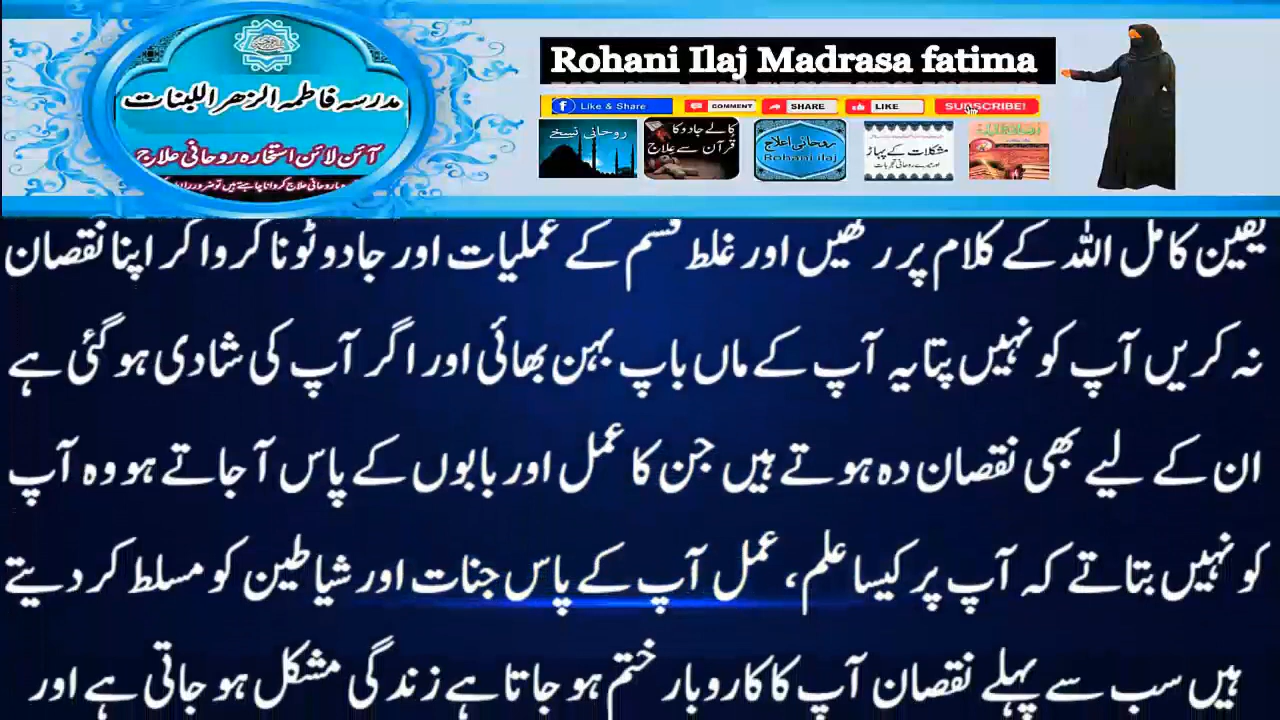 مدرسہ فاطمہ الزھرا للبنات
آئن لائن استخارہ روحانی علاج
Rohani Ilaj Madrasa fatima
Like & Share
COMMENT
SHARE
LIKE
SUBSCRIBE!
روحانی نسخ
کالے جادو کا
قرآن سے علاج
روحانی علاج
Rohani ilaj
مشکلات کے پہاڑ
یقین کامل اللہ کے کلام پر رکھیں اور غلط قسم کے عملیات اور جادو ٹونا کروا کر اپنا نقصان
نہ کریں آپ کو نہیں پتا یہ آپ کے ماں باپ بہن بھائی اور اگر آپ کی شادی ہو گئی ہے
ان کے لیے بھی نقصان دہ ہوتے ہیں جن کا عمل اور بابوں کے پاس آ جاتے ہو وہ آپ
کو نہیں بتاتے کہ آپ پر کیسا علم، عمل آپ کے پاس جنات اور شیاطین کو مسلط کر دیتے
ہیں سب سے پہلے نقصان آپ کا کاروبار ختم ہو جاتا ہے زندگی مشکل ہو جاتی ہے اور